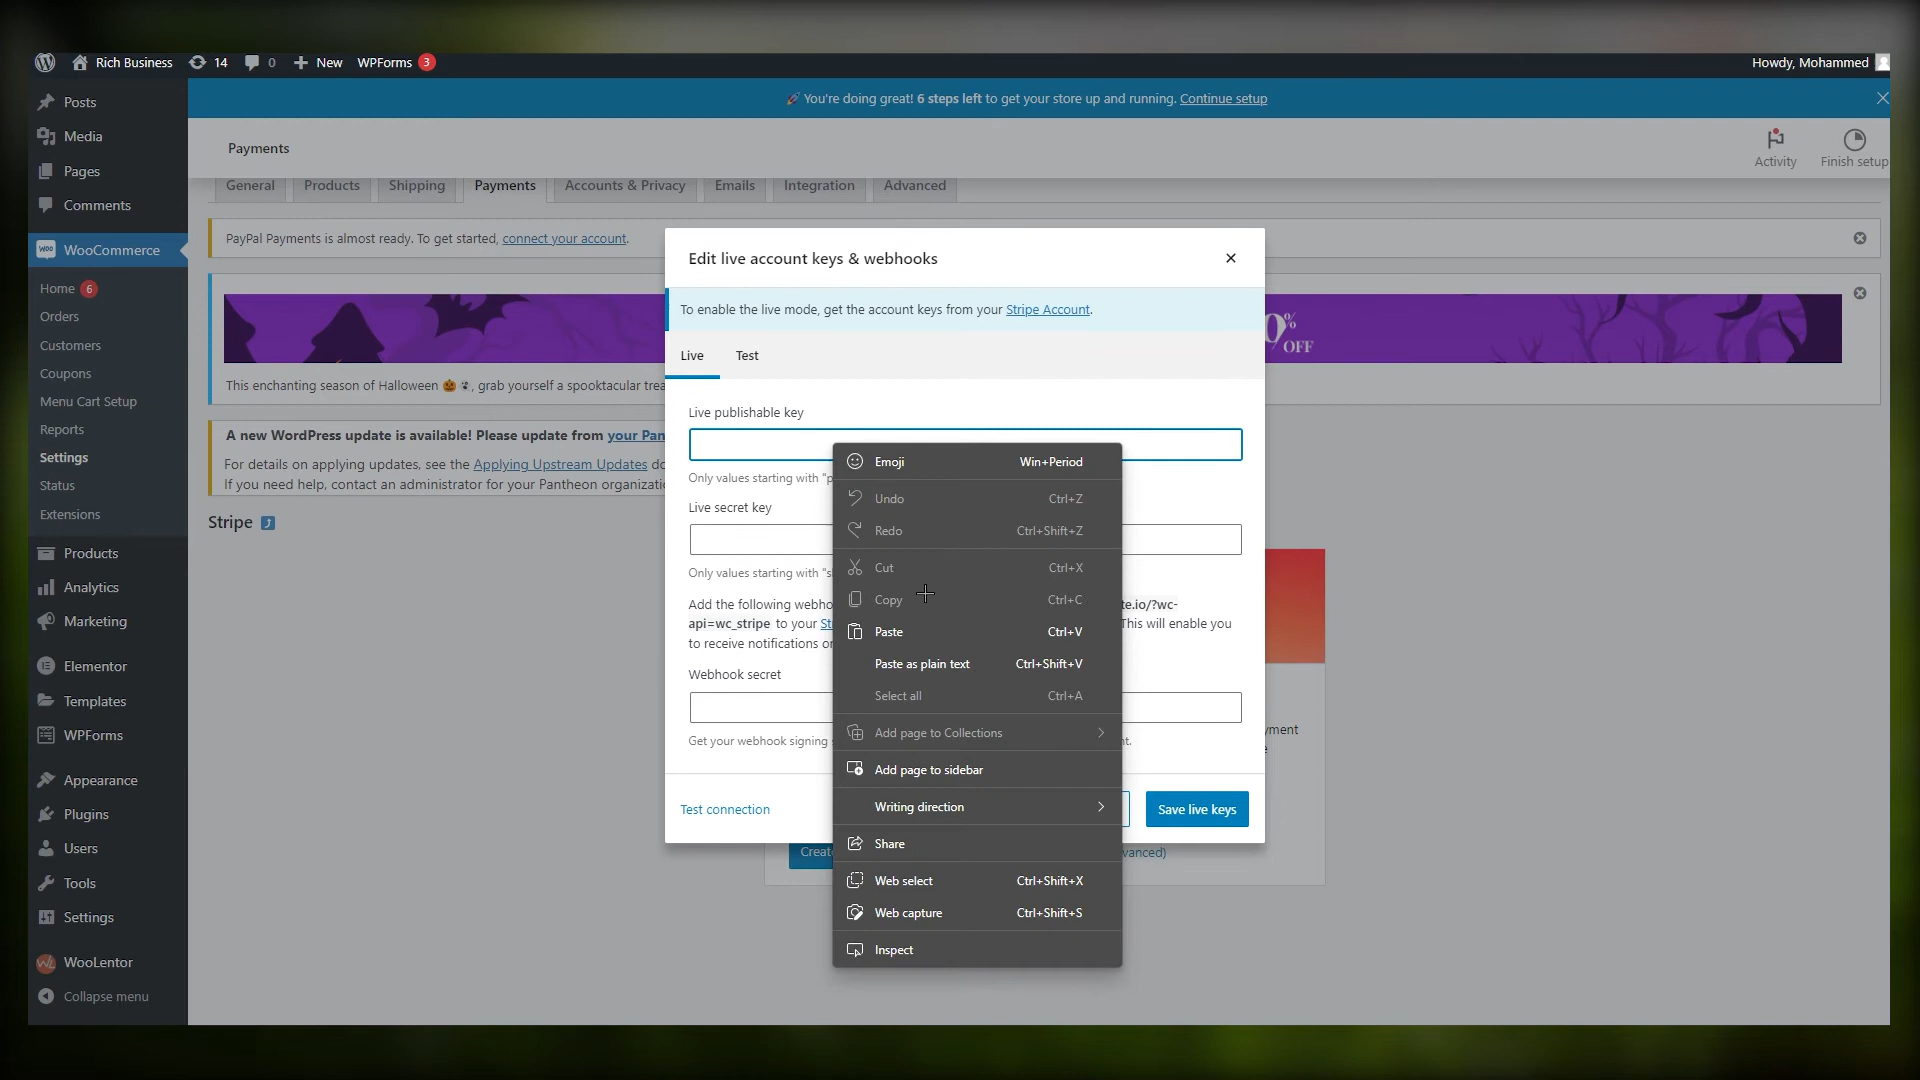 Rich Business
14
0
New
WPForms 3
Howdy, Mohammed
Posts
Media
Pages
Comments
WooCommerce
Home 6
Orders
Customers
Coupons
Menu Cart Setup
Reports
Settings
Status
Extensions
Products
Analytics
Marketing
Elementor
Templates
WPForms
Appearance
Plugins
Users
Tools
Settings
WooLentor
Collapse menu
You're doing great! 6 steps left to get your store up and running. Continue setup
Payments
Activity
Finish setup
General
Products
Shipping
Payments
Accounts & Privacy
Emails
Integration
Advanced
PayPal Payments is almost ready. To get started, connect your account.
0%
OFF
This enchanting season of Halloween , grab yourself a spooktacular trea
A new WordPress update is available! Please update from your Pan
For details on applying updates, see the Applying Upstream Updates do
If you need help, contact an administrator for your Pantheon organizatio
Stripe
Edit live account keys & webhooks
To enable the live mode, get the account keys from your Stripe Account.
Live
Test
Live publishable key
Only values starting with "p
Live secret key
Only values starting with "s
Add the following webho te.io/?wc-
api=wc_stripe to your St This will enable you
to receive notifications or
Webhook secret
Get your webhook signing t.
Test connection
Save live keys
yment
e
Creat
vanced)
Emoji Win+Period
Undo Ctrl+Z
Redo Ctrl+Shift+Z
Cut Ctrl+X
Copy Ctrl+C
Paste Ctrl+V
Paste as plain text Ctrl+Shift+V
Select all Ctrl+A
Add page to Collections
Add page to sidebar
Writing direction
Share
Web select Ctrl+Shift+X
Web capture Ctrl+Shift+S
Inspect